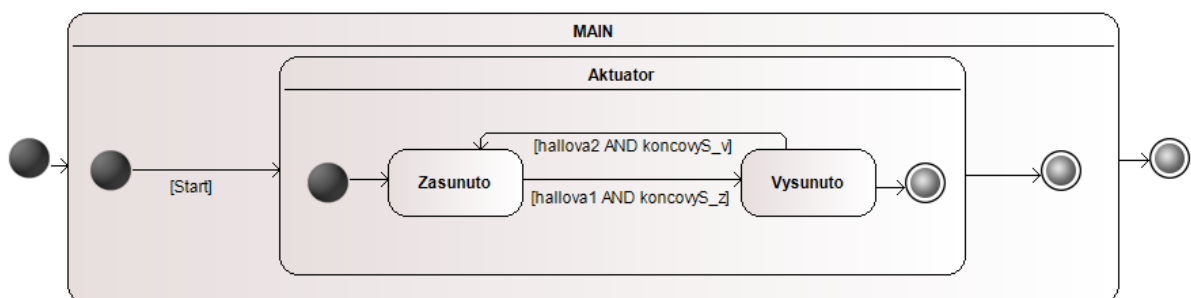 MAIN
Aktuator
[hallova2 AND koncovyS_v]
Zasunuto
Vysunuto
[Start]
[hallova1 AND koncovyS_z]